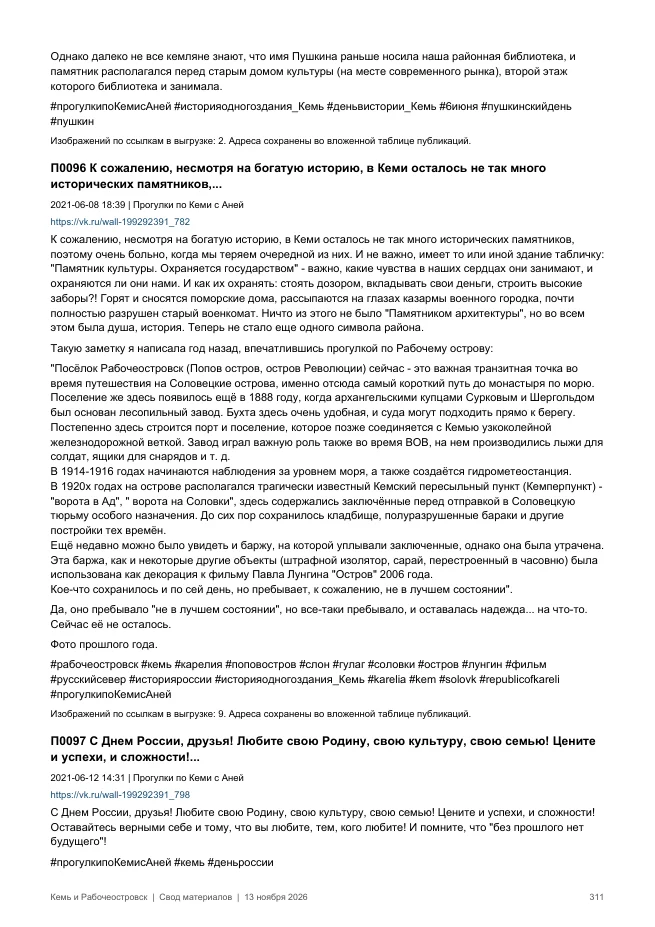 Однако далеко не все кемляне знают, что имя Пушкина раньше носила наша районная библиотека, и
памятник располагался перед старым домом культуры (на месте современного рынка), второй этаж
которого библиотека и занимала.
#прогулкипоКемисАней #историяодногоздания_Кемь #деньвистории_Кемь #6июня #пушкинскийдень
#пушкин
Изображений по ссылкам в выгрузке: 2. Адреса сохранены во вложенной таблице публикаций.
П0096 К сожалению, несмотря на богатую историю, в Кеми осталось не так много
исторических памятников,...
2021-06-08 18:39 | Прогулки по Кеми с Аней
https://vk.ru/wall-199292391_782
К сожалению, несмотря на богатую историю, в Кеми осталось не так много исторических памятников,
поэтому очень больно, когда мы теряем очередной из них. И не важно, имеет то или иной здание табличку:
"Памятник культуры. Охраняется государством" - важно, какие чувства в наших сердцах они занимают, и
охраняются ли они нами. И как их охранять: стоять дозором, вкладывать свои деньги, строить высокие
заборы?! Горят и сносятся поморские дома, рассыпаются на глазах казармы военного городка, почти
полностью разрушен старый военкомат. Ничто из этого не было "Памятником архитектуры", но во всем
этом была душа, история. Теперь не стало еще одного символа района.
Такую заметку я написала год назад, впечатлившись прогулкой по Рабочему острову:
"Посёлок Рабочеостровск (Попов остров, остров Революции) сейчас - это важная транзитная точка во
время путешествия на Соловецкие острова, именно отсюда самый короткий путь до монастыря по морю.
Поселение же здесь появилось ещё в 1888 году, когда архангельскими купцами Сурковым и Шергольдом
был основан лесопильный завод. Бухта здесь очень удобная, и суда могут подходить прямо к берегу.
Постепенно здесь строится порт и поселение, которое позже соединяется с Кемью узкоколейной
железнодорожной веткой. Завод играл важную роль также во время ВОВ, на нем производились лыжи для
солдат, ящики для снарядов и т. д.
В 1914-1916 годах начинаются наблюдения за уровнем моря, а также создаётся гидрометеостанция.
В 1920х годах на острове располагался трагически известный Кемский пересыльный пункт (Кемперпункт) -
"ворота в Ад", " ворота на Соловки", здесь содержались заключённые перед отправкой в Соловецкую
тюрьму особого назначения. До сих пор сохранилось кладбище, полуразрушенные бараки и другие
постройки тех времён.
Ещё недавно можно было увидеть и баржу, на которой уплывали заключенные, однако она была утрачена.
Эта баржа, как и некоторые другие объекты (штрафной изолятор, сарай, перестроенный в часовню) была
использована как декорация к фильму Павла Лунгина "Остров" 2006 года.
Кое-что сохранилось и по сей день, но пребывает, к сожалению, не в лучшем состоянии".
Да, оно пребывало "не в лучшем состоянии", но все-таки пребывало, и оставалась надежда... на что-то.
Сейчас её не осталось.
Фото прошлого года.
#рабочеостровск #кемь #карелия #поповостров #слон #гулаг #соловки #остров #лунгин #фильм
#русскийсевер #историяроссии #историяодногоздания_Кемь #karelia #kem #solovk #republicofkareli
#прогулкипоКемисАней
Изображений по ссылкам в выгрузке: 9. Адреса сохранены во вложенной таблице публикаций.
П0097 С Днем России, друзья! Любите свою Родину, свою культуру, свою семью! Цените
и успехи, и сложности!...
2021-06-12 14:31 | Прогулки по Кеми с Аней
https://vk.ru/wall-199292391_798
С Днем России, друзья! Любите свою Родину, свою культуру, свою семью! Цените и успехи, и сложности!
Оставайтесь верными себе и тому, что вы любите, тем, кого любите! И помните, что "без прошлого нет
будущего"!
#прогулкипоКемисАней #кемь #деньроссии
Кемь и Рабочеостровск | Свод материалов | 13 ноября 2026 311